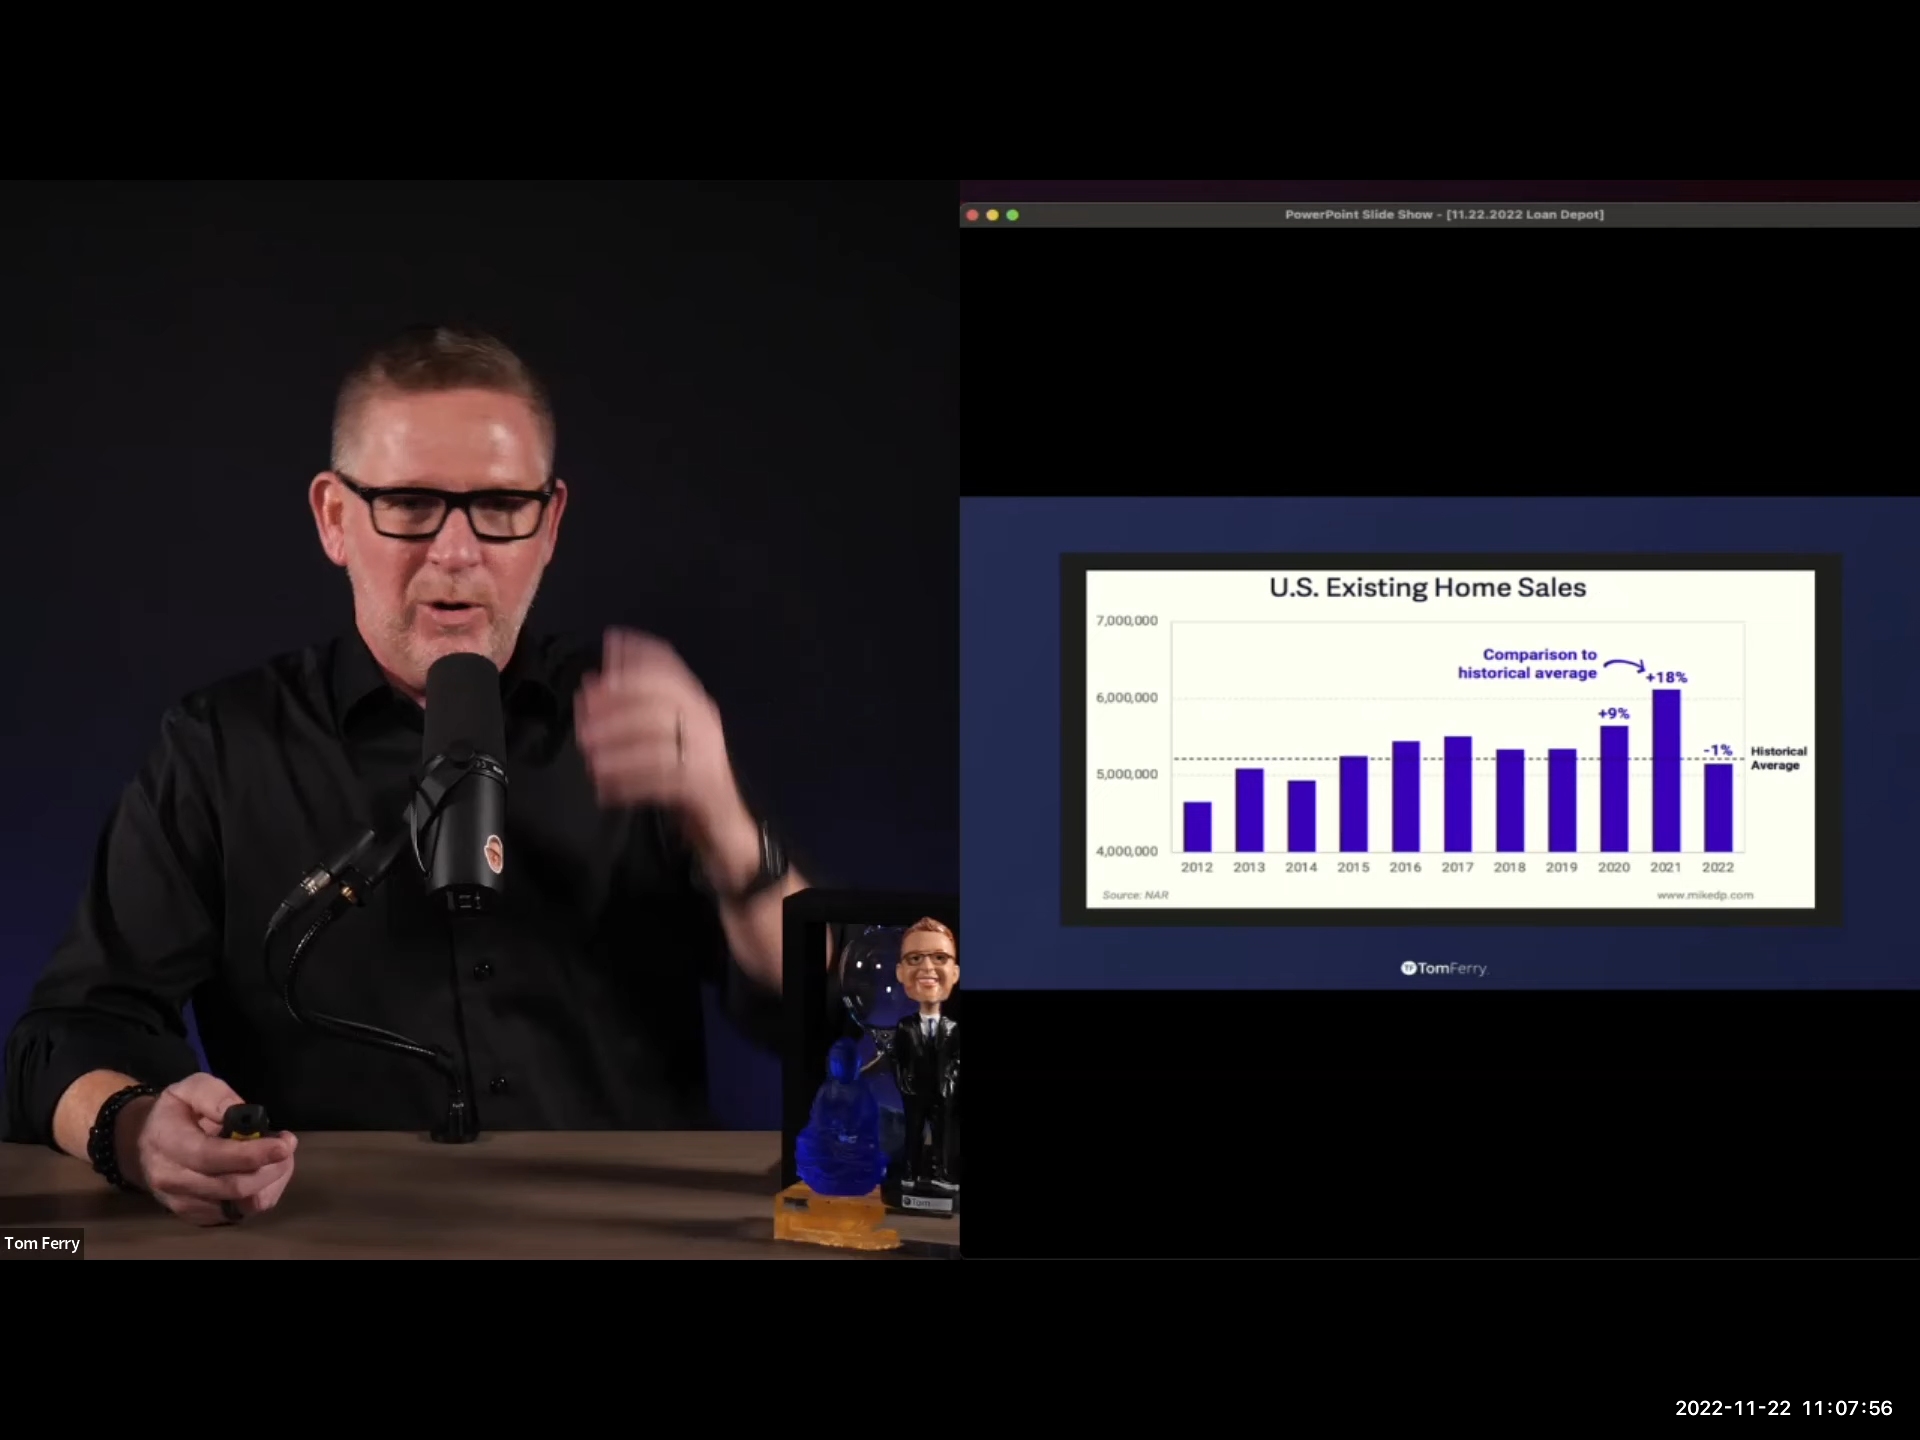 PowerPoint Slide Show - [11.22.2022 Loan Depot]
U.S. Existing Home Sales
7,000,000
6,000,000
5,000,000
4,000,000
Comparison to
historical average
+18%
+9%
-1%
Historical
Average
2012 2013 2014 2015 2016 2017 2018 2019 2020 2021 2022
Source: NAR
www.mikedp.com
TF TomFerry.
Tom
Tom Ferry
2022-11-22 11:07:56